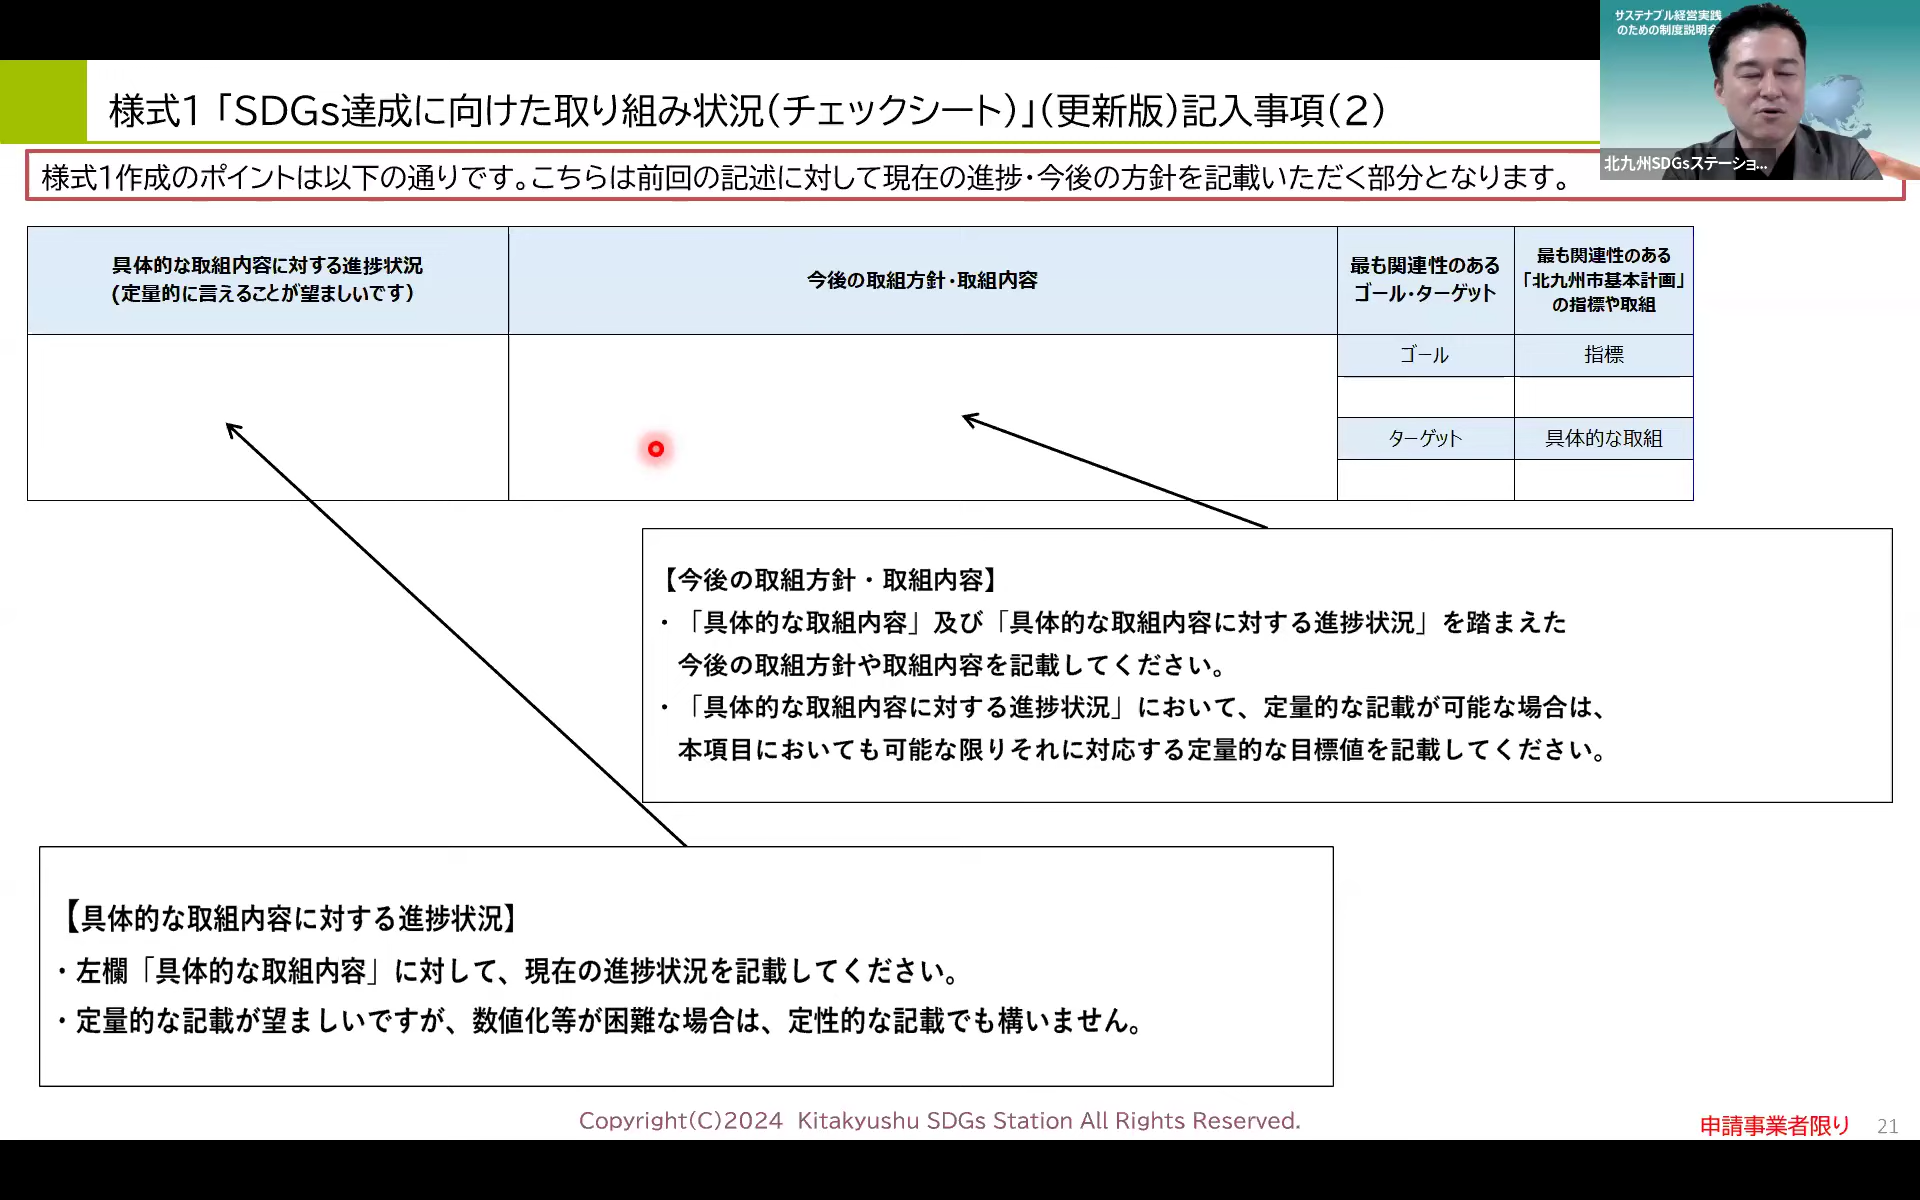 サステナブル経営実践
のための制度説明会
北九州SDGsステーショ...
様式1「SDGs達成に向けた取り組み状況(チェックシート)」(更新版)記入事項(2)
様式1作成のポイントは以下の通りです。こちらは前回の記述に対して現在の進捗・今後の方針を記載いただく部分となります。
具体的な取組内容に対する進捗状況
(定量的に言えることが望ましいです)
今後の取組方針・取組内容
最も関連性のある
ゴール・ターゲット
最も関連性のある
「北九州市基本計画」
の指標や取組
ゴール
指標
ターゲット
具体的な取組
【今後の取組方針・取組内容】
・「具体的な取組内容」及び「具体的な取組内容に対する進捗状況」を踏まえた
今後の取組方針や取組内容を記載してください。
・「具体的な取組内容に対する進捗状況」において、定量的な記載が可能な場合は、
本項目においても可能な限りそれに対応する定量的な目標値を記載してください。
【具体的な取組内容に対する進捗状況】
・左欄「具体的な取組内容」に対して、現在の進捗状況を記載してください。
・定量的な記載が望ましいですが、数値化等が困難な場合は、定性的な記載でも構いません。
Copyright(C)2024 Kitakyushu SDGs Station All Rights Reserved.
申請事業者限り
21